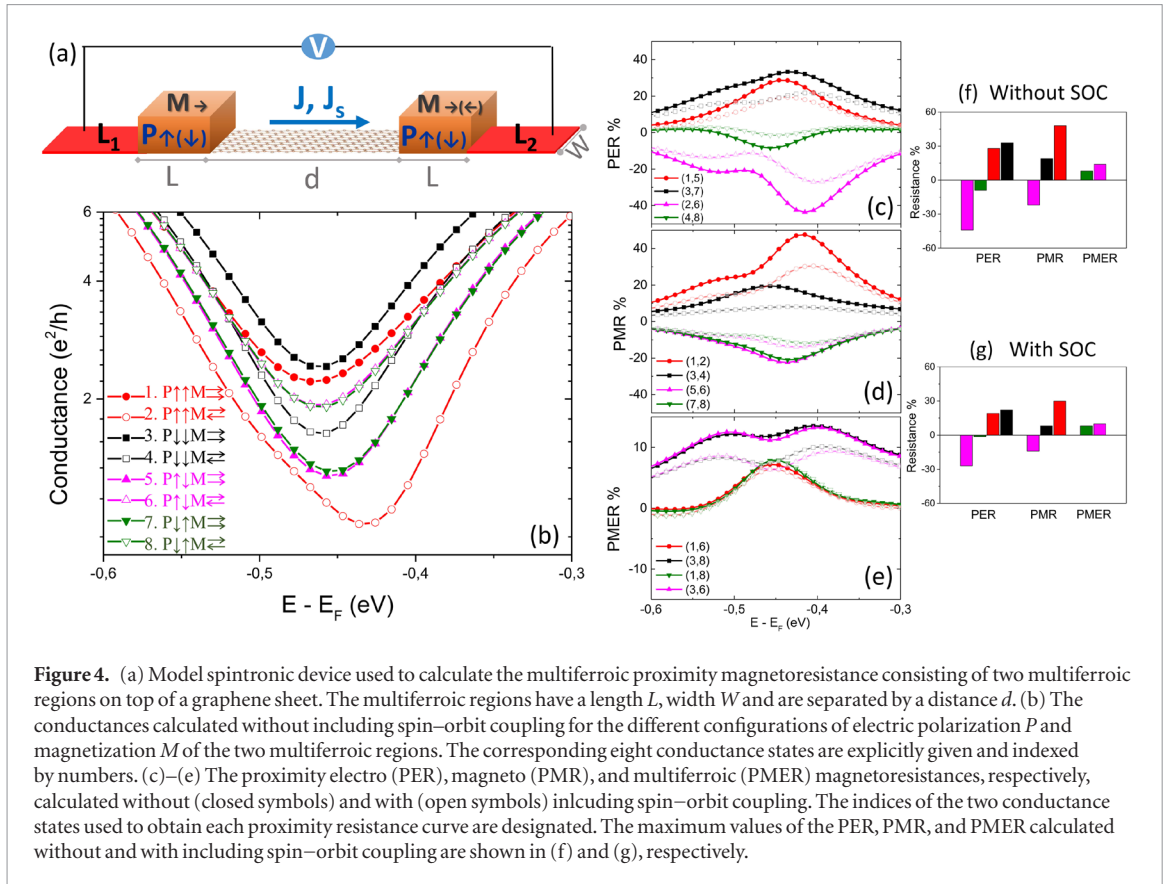 (a)
V
M→
P↑(↓)
J, Jₛ
M→(←)
P↑(↓)
L₁
L₂
W
L
d
L
6
4
2
Conductance (e²/h)
1. P↑↑M⇉
2. P↑↑M⇄
3. P↓↓M⇉
4. P↓↓M⇄
5. P↑↓M⇉
6. P↑↓M⇄
7. P↓↑M⇉
8. P↓↑M⇄
(b)
-0,6 -0,5 -0,4 -0,3
E - E_F (eV)
40
20
0
-20
-40
PER %
(1,5)
(3,7)
(2,6)
(4,8)
(c)
40
20
0
-20
PMR %
(1,2)
(3,4)
(5,6)
(7,8)
(d)
10
0
-10
PMER %
(1,6)
(3,8)
(1,8)
(3,6)
(e)
-0,6 -0,5 -0,4 -0,3
E - E_F (eV)
(f) Without SOC
60
30
0
-30
-60
Resistance %
PER PMR PMER
(g) With SOC
60
30
0
-30
-60
Resistance %
PER PMR PMER
Figure 4. (a) Model spintronic device used to calculate the multiferroic proximity magnetoresistance consisting of two multiferroic
regions on top of a graphene sheet. The multiferroic regions have a length L, width W and are separated by a distance d. (b) The
conductances calculated without including spin–orbit coupling for the different configurations of electric polarization P and
magnetization M of the two multiferroic regions. The corresponding eight conductance states are explicitly given and indexed
by numbers. (c)–(e) The proximity electro (PER), magneto (PMR), and multiferroic (PMER) magnetoresistances, respectively,
calculated without (closed symbols) and with (open symbols) inlcuding spin–orbit coupling. The indices of the two conductance
states used to obtain each proximity resistance curve are designated. The maximum values of the PER, PMR, and PMER calculated
without and with including spin–orbit coupling are shown in (f) and (g), respectively.